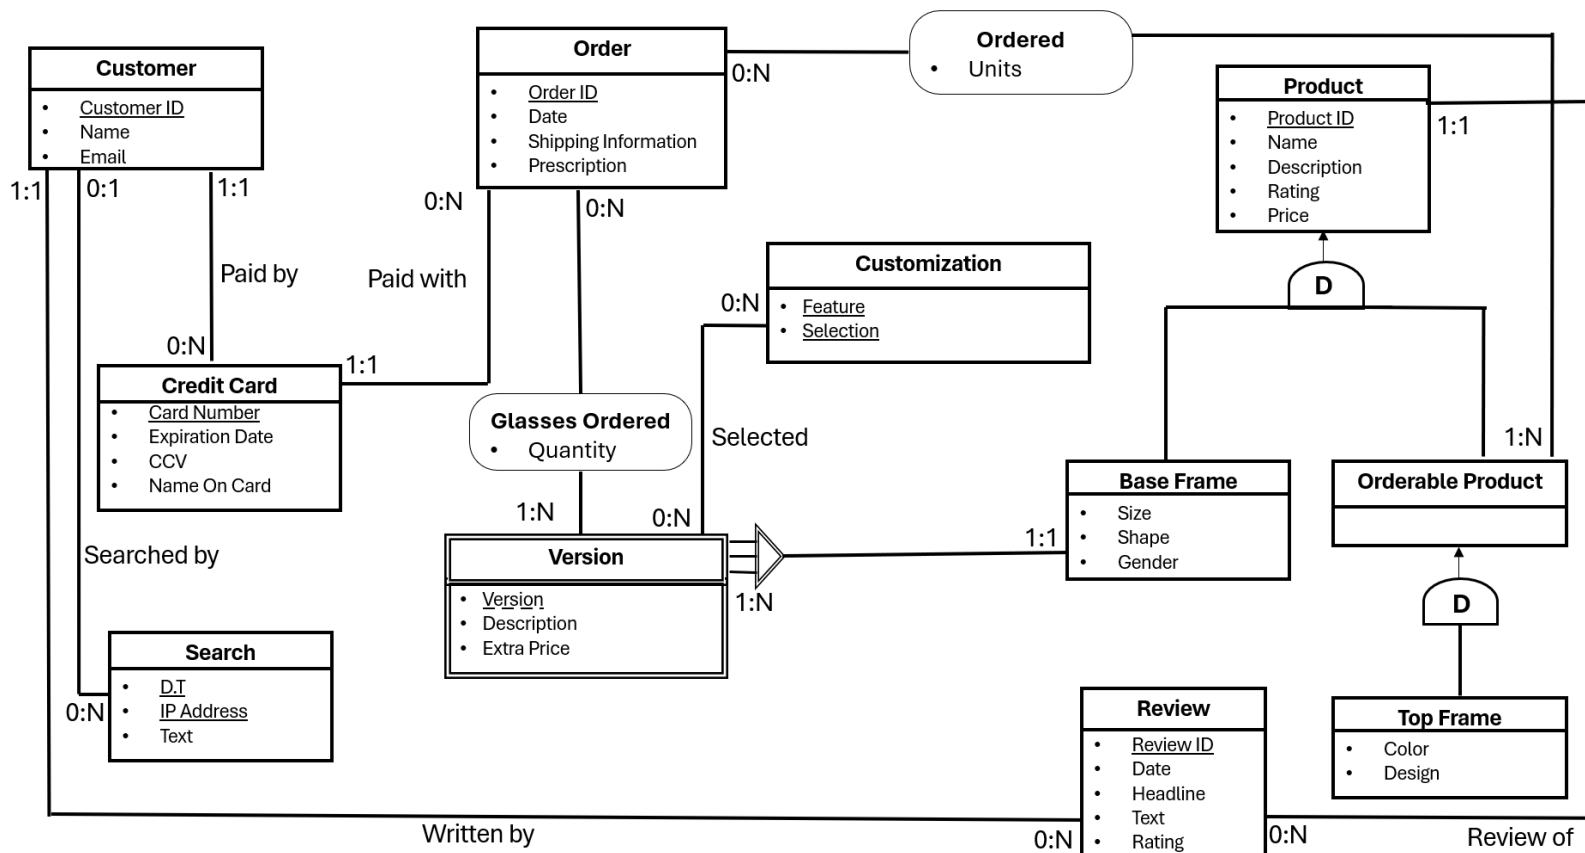 Customer
• Customer ID
• Name
• Email
1:1
0:1
1:1
Paid by
0:N
Credit Card
• Card Number
• Expiration Date
• CCV
• Name On Card
1:1
Searched by
Search
• D.T
• IP Address
• Text
0:N
Order
• Order ID
• Date
• Shipping Information
• Prescription
0:N
0:N
0:N
Paid with
Glasses Ordered
• Quantity
1:N
0:N
Version
• Version
• Description
• Extra Price
1:N
Selected
0:N
Customization
• Feature
• Selection
Ordered
• Units
Product
• Product ID
• Name
• Description
• Rating
• Price
1:1
D
1:1
Base Frame
• Size
• Shape
• Gender
1:N
Orderable Product
D
Top Frame
• Color
• Design
Review
• Review ID
• Date
• Headline
• Text
• Rating
Written by
0:N
0:N
Review of